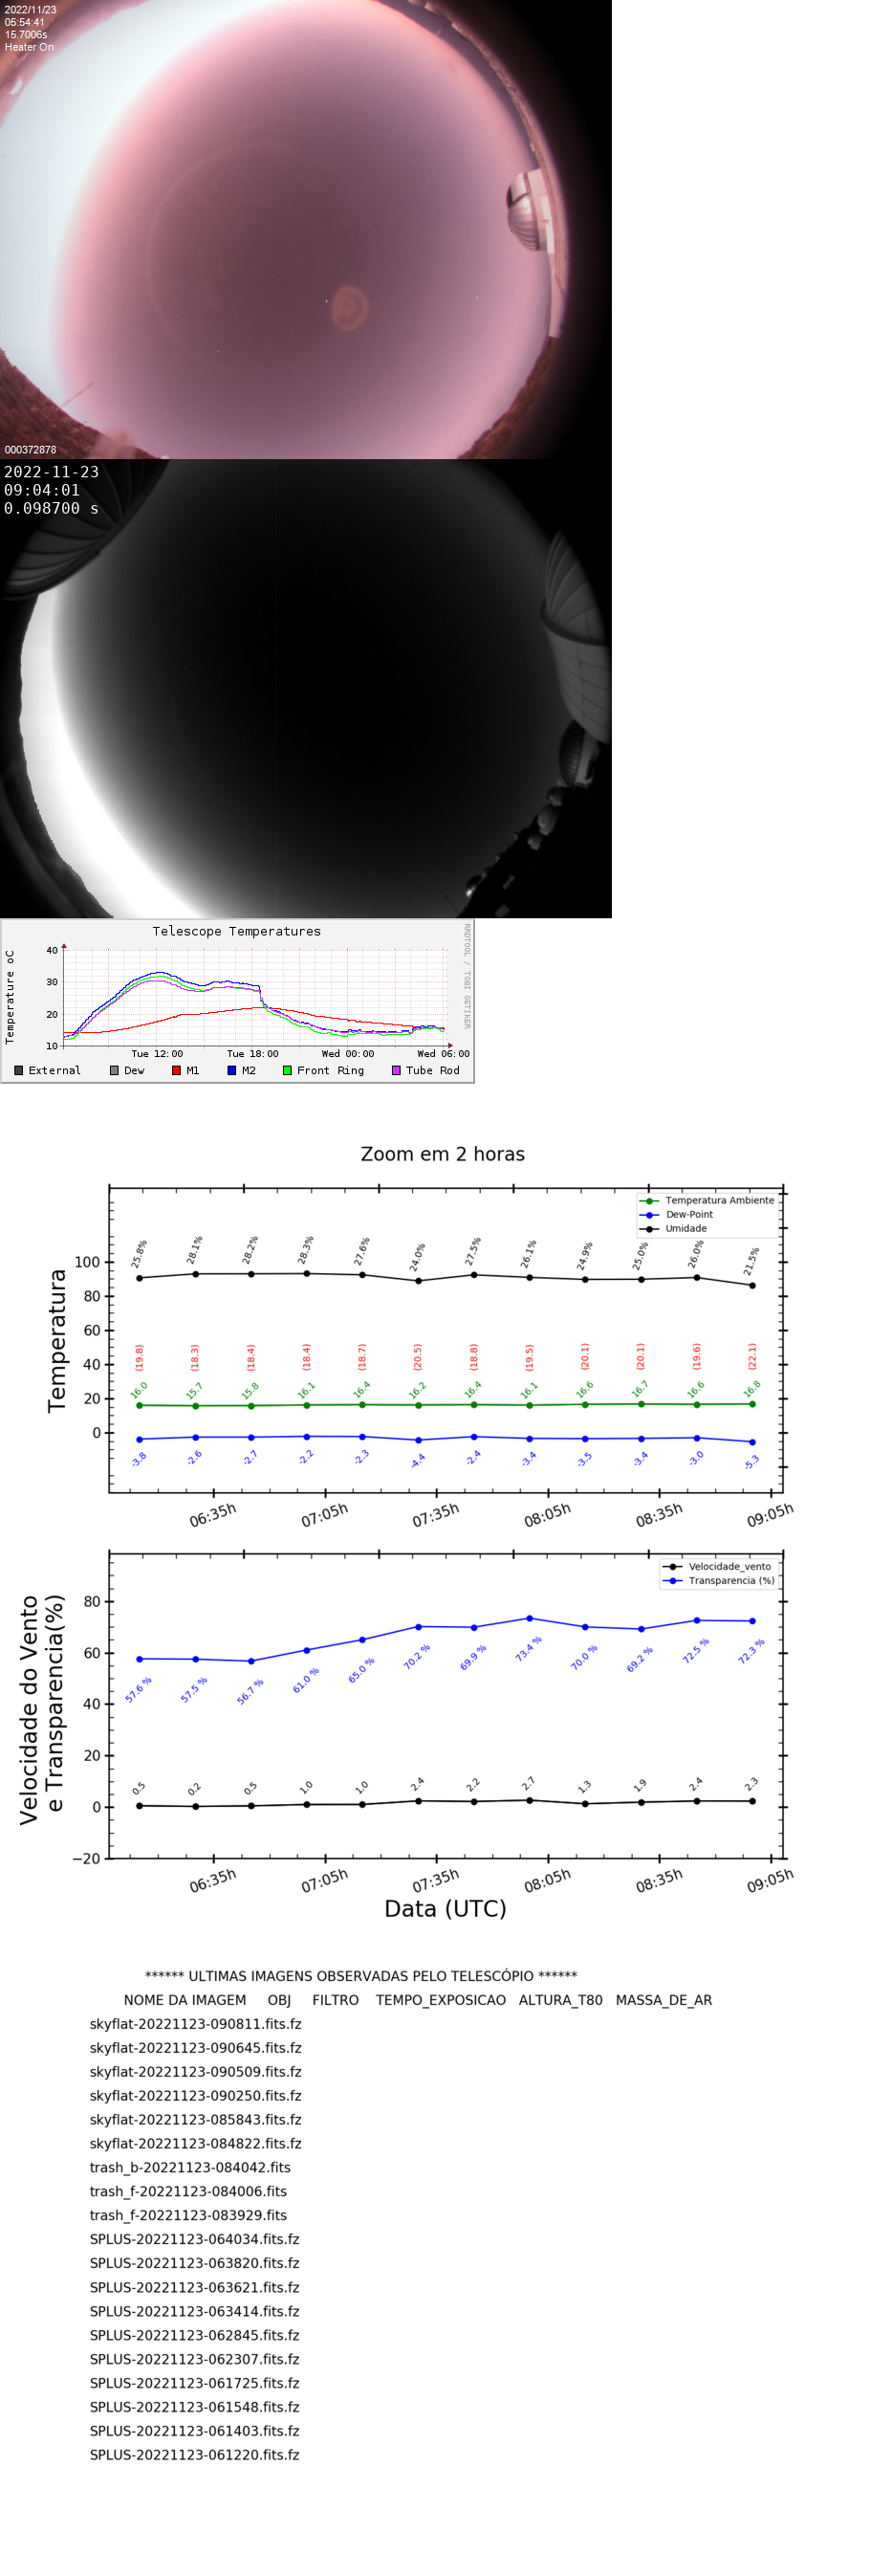 2022/11/23
05:54:41
15.7006s
Heater On
000372878
2022-11-23
09:04:01
0.098700 s
Telescope Temperatures
Temperature oC
RRDTOOL / TOBI OETIKER
40
30
20
10
Tue 12:00 Tue 18:00 Wed 00:00 Wed 06:00
External Dew M1 M2 Front Ring Tube Rod
Zoom em 2 horas
Temperatura
Temperatura Ambiente
Dew-Point
Umidade
100
80
60
40
20
0
25.8% 28.1% 28.2% 28.3% 27.6% 24.0% 27.5% 26.1% 24.9% 25.0% 26.0% 21.5%
(19.8) (18.3) (18.4) (18.4) (18.7) (20.5) (18.8) (19.5) (20.1) (20.1) (19.6) (22.1)
16.0 15.7 15.8 16.1 16.4 16.2 16.4 16.1 16.6 16.7 16.6 16.8
-3.8 -2.6 -2.7 -2.2 -2.3 -4.4 -2.4 -3.4 -3.5 -3.4 -3.0 -5.3
06:35h 07:05h 07:35h 08:05h 08:35h 09:05h
Velocidade do Vento
e Transparencia(%)
Velocidade_vento
Transparencia (%)
80
60
40
20
0
−20
57.6 % 57.5 % 56.7 % 61.0 % 65.0 % 70.2 % 69.9 % 73.4 % 70.0 % 69.2 % 72.5 % 72.3 %
0.5 0.2 0.5 1.0 1.0 2.4 2.2 2.7 1.3 1.9 2.4 2.3
06:35h 07:05h 07:35h 08:05h 08:35h 09:05h
Data (UTC)
****** ULTIMAS IMAGENS OBSERVADAS PELO TELESCÓPIO ******
NOME DA IMAGEM OBJ FILTRO TEMPO_EXPOSICAO ALTURA_T80 MASSA_DE_AR
skyflat-20221123-090811.fits.fz
skyflat-20221123-090645.fits.fz
skyflat-20221123-090509.fits.fz
skyflat-20221123-090250.fits.fz
skyflat-20221123-085843.fits.fz
skyflat-20221123-084822.fits.fz
trash_b-20221123-084042.fits
trash_f-20221123-084006.fits
trash_f-20221123-083929.fits
SPLUS-20221123-064034.fits.fz
SPLUS-20221123-063820.fits.fz
SPLUS-20221123-063621.fits.fz
SPLUS-20221123-063414.fits.fz
SPLUS-20221123-062845.fits.fz
SPLUS-20221123-062307.fits.fz
SPLUS-20221123-061725.fits.fz
SPLUS-20221123-061548.fits.fz
SPLUS-20221123-061403.fits.fz
SPLUS-20221123-061220.fits.fz